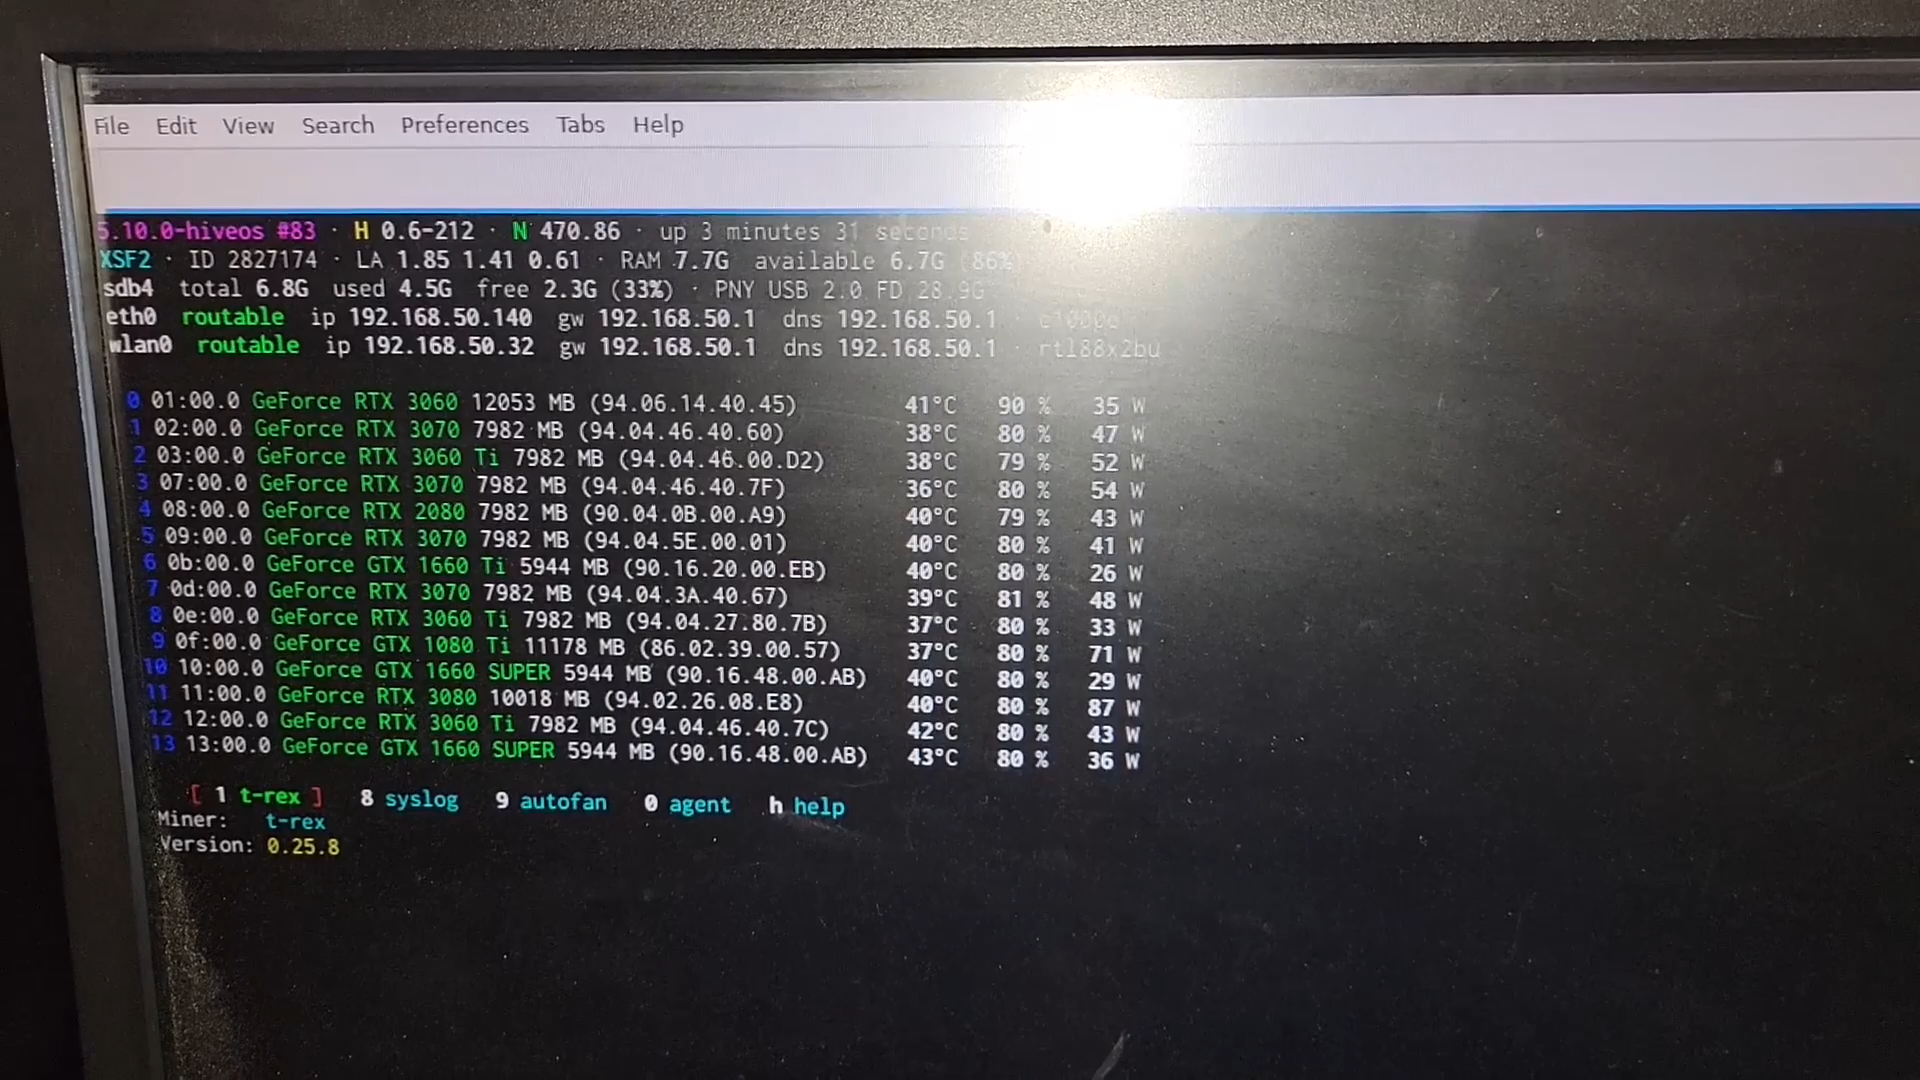 File Edit View Search Preferences Tabs Help
5.10.0-hiveos #83 · H 0.6-212 · N 470.86 · up 3 minutes 31 seconds
XSF2 · ID 2827174 · LA 1.85 1.41 0.61 · RAM 7.7G available 6.7G (86%)
sdb4 total 6.8G used 4.5G free 2.3G (33%) · PNY USB 2.0 FD 28.9G
eth0 routable ip 192.168.50.140 gw 192.168.50.1 dns 192.168.50.1 · e1000e
wlan0 routable ip 192.168.50.32 gw 192.168.50.1 dns 192.168.50.1 · rtl88x2bu
0 01:00.0 GeForce RTX 3060 12053 MB (94.06.14.40.45) 41°C 90 % 35 W
1 02:00.0 GeForce RTX 3070 7982 MB (94.04.46.40.60) 38°C 80 % 47 W
2 03:00.0 GeForce RTX 3060 Ti 7982 MB (94.04.46.00.D2) 38°C 79 % 52 W
3 07:00.0 GeForce RTX 3070 7982 MB (94.04.46.40.7F) 36°C 80 % 54 W
4 08:00.0 GeForce RTX 2080 7982 MB (90.04.0B.00.A9) 40°C 79 % 43 W
5 09:00.0 GeForce RTX 3070 7982 MB (94.04.5E.00.01) 40°C 80 % 41 W
6 0b:00.0 GeForce GTX 1660 Ti 5944 MB (90.16.20.00.EB) 40°C 80 % 26 W
7 0d:00.0 GeForce RTX 3070 7982 MB (94.04.3A.40.67) 39°C 81 % 48 W
8 0e:00.0 GeForce RTX 3060 Ti 7982 MB (94.04.27.80.7B) 37°C 80 % 33 W
9 0f:00.0 GeForce GTX 1080 Ti 11178 MB (86.02.39.00.57) 37°C 80 % 71 W
10 10:00.0 GeForce GTX 1660 SUPER 5944 MB (90.16.48.00.AB) 40°C 80 % 29 W
11 11:00.0 GeForce RTX 3080 10018 MB (94.02.26.08.E8) 40°C 80 % 87 W
12 12:00.0 GeForce RTX 3060 Ti 7982 MB (94.04.46.40.7C) 42°C 80 % 43 W
13 13:00.0 GeForce GTX 1660 SUPER 5944 MB (90.16.48.00.AB) 43°C 80 % 36 W
[ 1 t-rex ] 8 syslog 9 autofan 0 agent h help
Miner: t-rex
Version: 0.25.8